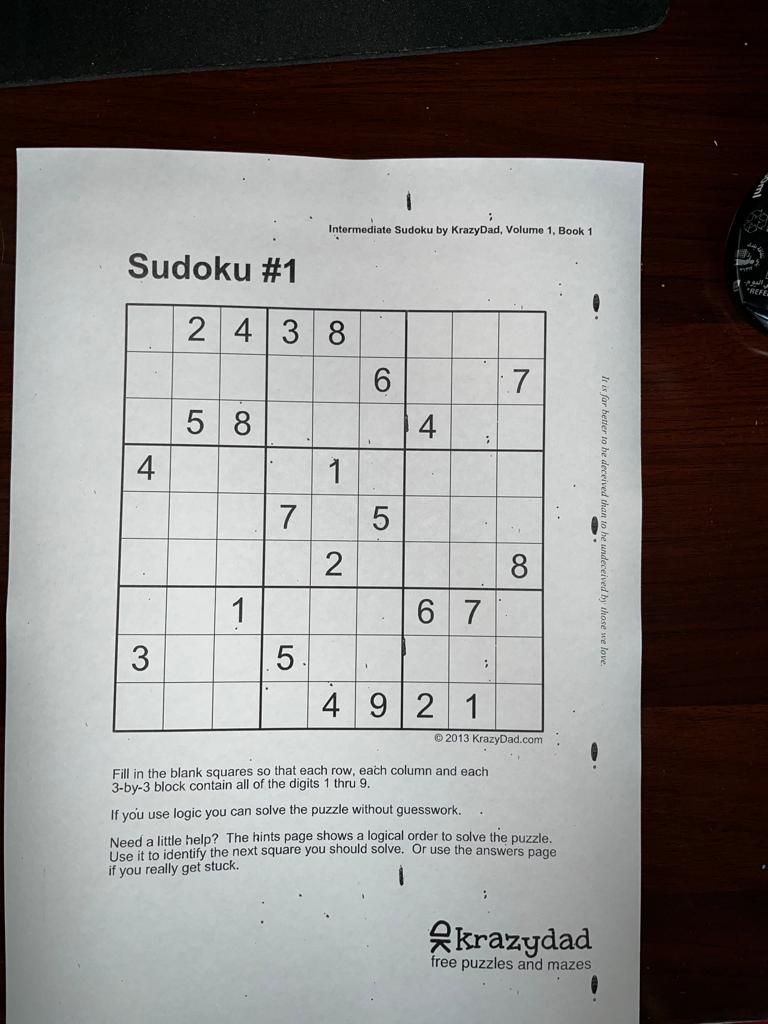 Intermediate Sudoku by KrazyDad, Volume 1, Book 1
Sudoku #1
2 4 3 8
6 7
5 8 4
4 1
7 5
2 8
1 6 7
3 5
4 9 2 1
© 2013 KrazyDad.com
It is far better to be deceived than to be undeceived by those we love.
Fill in the blank squares so that each row, each column and each
3-by-3 block contain all of the digits 1 thru 9.
If you use logic you can solve the puzzle without guesswork.
Need a little help? The hints page shows a logical order to solve the puzzle.
Use it to identify the next square you should solve. Or use the answers page
if you really get stuck.
KD krazydad
free puzzles and mazes